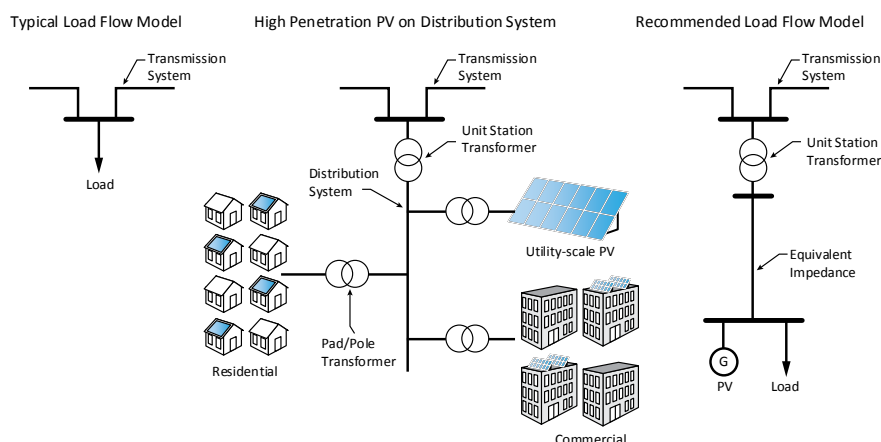 Typical Load Flow Model
High Penetration PV on Distribution System
Recommended Load Flow Model
Transmission
System
Load
Transmission
System
Unit Station
Transformer
Distribution
System
Utility-scale PV
Pad/Pole
Transformer
Residential
Commercial
Transmission
System
Unit Station
Transformer
Equivalent
Impedance
G
PV
Load